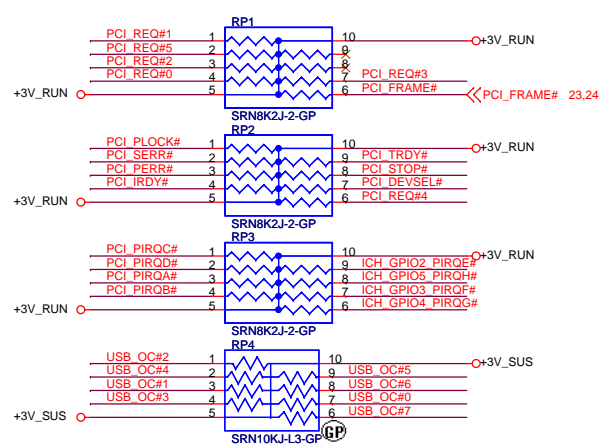 RP1
PCI_REQ#1 1 10 +3V_RUN
PCI_REQ#5 2 9
PCI_REQ#2 3 8
PCI_REQ#0 4 7 PCI_REQ#3
+3V_RUN 5 6 PCI_FRAME# PCI_FRAME# 23,24
SRN8K2J-2-GP
RP2
PCI_PLOCK# 1 10 +3V_RUN
PCI_SERR# 2 9 PCI_TRDY#
PCI_PERR# 3 8 PCI_STOP#
PCI_IRDY# 4 7 PCI_DEVSEL#
+3V_RUN 5 6 PCI_REQ#4
SRN8K2J-2-GP
RP3
PCI_PIRQC# 1 10 +3V_RUN
PCI_PIRQD# 2 9 ICH_GPIO2_PIRQE#
PCI_PIRQA# 3 8 ICH_GPIO5_PIRQH#
PCI_PIRQB# 4 7 ICH_GPIO3_PIRQF#
+3V_RUN 5 6 ICH_GPIO4_PIRQG#
SRN8K2J-2-GP
RP4
USB_OC#2 1 10 +3V_SUS
USB_OC#4 2 9 USB_OC#5
USB_OC#1 3 8 USB_OC#6
USB_OC#3 4 7 USB_OC#0
+3V_SUS 5 6 USB_OC#7
SRN10KJ-L3-GP GP